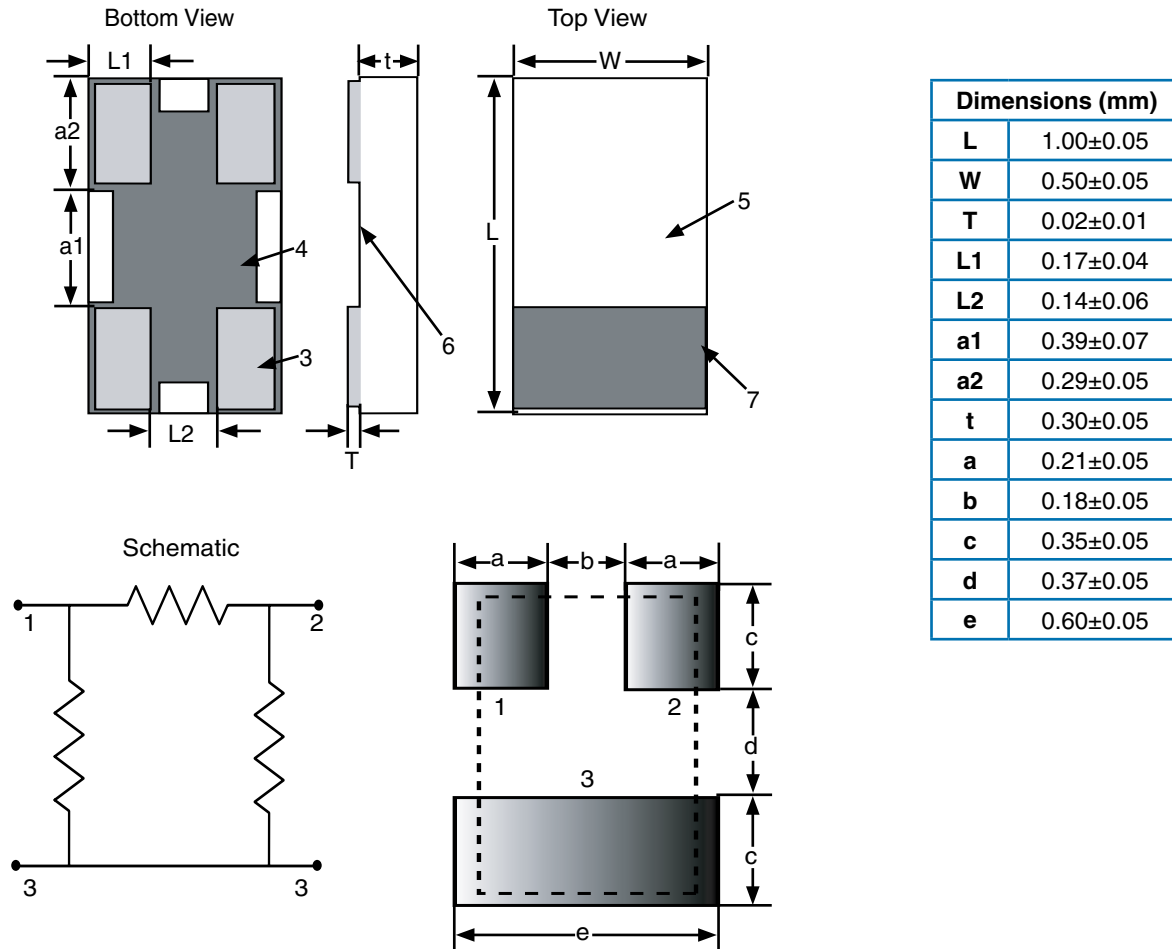 Bottom View
Top View
L1
t
W
a2
a1
L
4
5
3
6
7
L2
T
Dimensions (mm)
L 1.00±0.05
W 0.50±0.05
T 0.02±0.01
L1 0.17±0.04
L2 0.14±0.06
a1 0.39±0.07
a2 0.29±0.05
t 0.30±0.05
a 0.21±0.05
b 0.18±0.05
c 0.35±0.05
d 0.37±0.05
e 0.60±0.05
Schematic
1
2
3
3
a
b
a
c
1
2
d
3
c
e